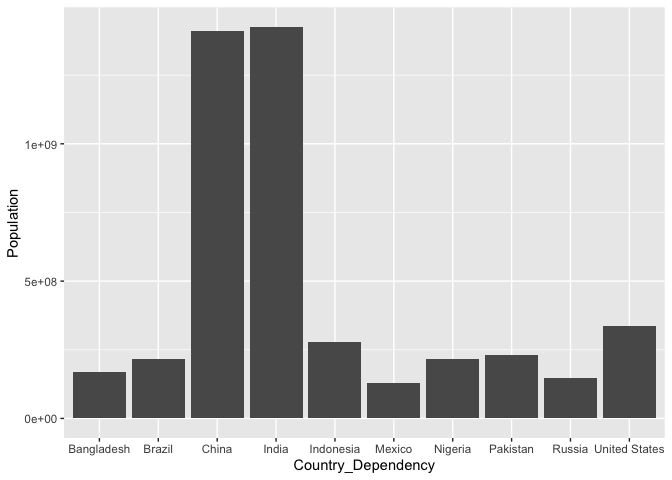 Population
1e+09
5e+08
0e+00
Bangladesh Brazil China India Indonesia Mexico Nigeria Pakistan Russia United States
Country_Dependency